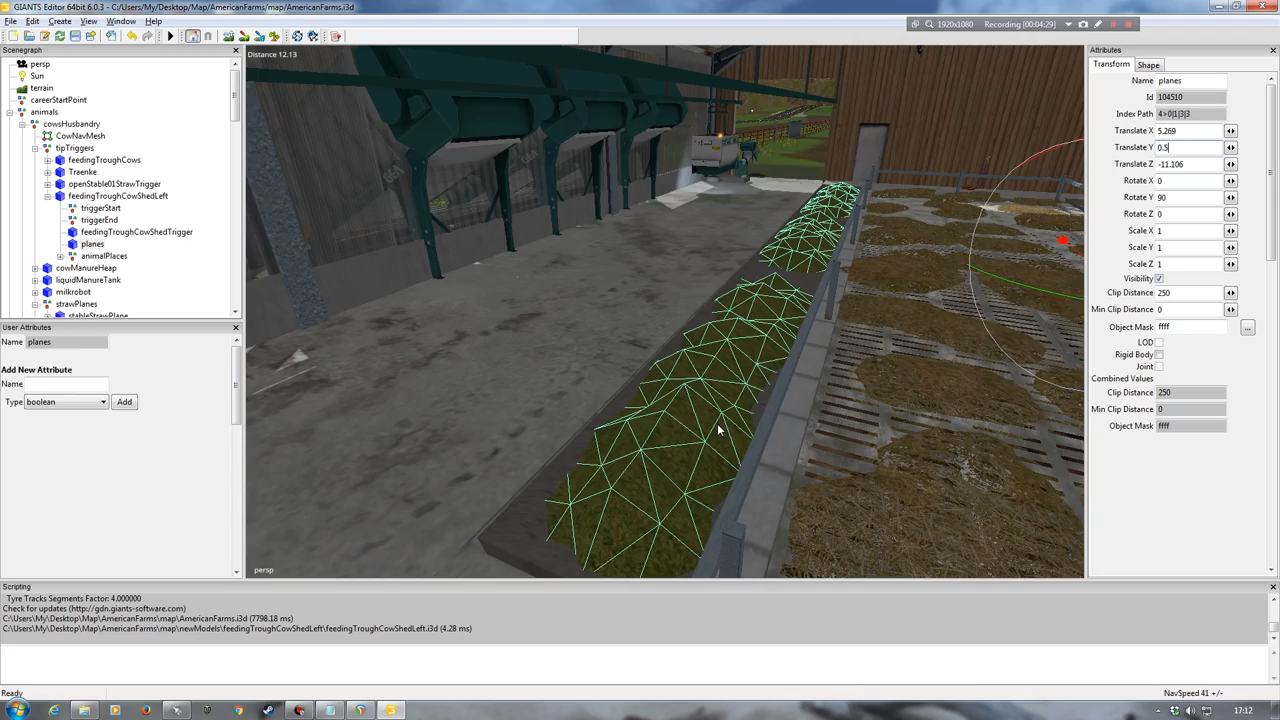 GIANTS Editor 64bit 6.0.3 - C:/Users/My/Desktop/Map/AmericanFarms/map/AmericanFarms.i3d
File Edit Create View Window Help
1920x1080 Recording [00:04:29]
Scenegraph
persp
Sun
terrain
careerStartPoint
animals
cowsHusbandry
CowNavMesh
tipTriggers
feedingTroughCows
Traenke
openStable01StrawTrigger
feedingTroughCowShedLeft
triggerStart
triggerEnd
feedingTroughCowShedTrigger
planes
animalPlaces
cowManureHeap
liquidManureTank
milkrobot
strawPlanes
stableStrawPlane
User Attributes
Name planes
Add New Attribute
Name
Type boolean Add
Distance 12.13
persp
Attributes
Transform Shape
Name planes
Id 104510
Index Path 4>0|1|3|3
Translate X 5.269
Translate Y 0.5
Translate Z -11.106
Rotate X 0
Rotate Y 90
Rotate Z 0
Scale X 1
Scale Y 1
Scale Z 1
Visibility
Clip Distance 250
Min Clip Distance 0
Object Mask ffff ...
LOD
Rigid Body
Joint
Combined Values
Clip Distance 250
Min Clip Distance 0
Object Mask ffff
Scripting
Tyre Tracks Segments Factor: 4.000000
Check for updates (http://gdn.giants-software.com)
C:\Users\My\Desktop\Map\AmericanFarms\map\AmericanFarms.i3d (7798.18 ms)
C:\Users\My\Desktop\Map\AmericanFarms\map\newModels\feedingTroughCowShedLeft\feedingTroughCowShedLeft.i3d (4.28 ms)
Ready
NavSpeed 41 +/-
17:12